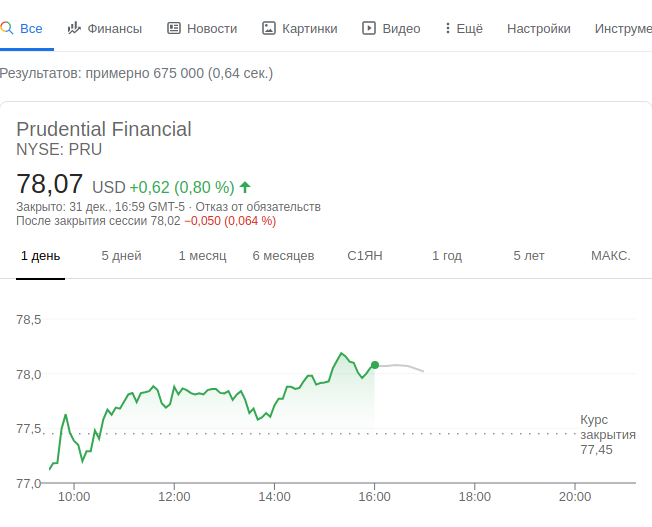 Все Финансы Новости Картинки Видео Ещё Настройки Инструме
Результатов: примерно 675 000 (0,64 сек.)
Prudential Financial
NYSE: PRU
78,07 USD +0,62 (0,80 %)
Закрыто: 31 дек., 16:59 GMT-5 · Отказ от обязательств
После закрытия сессии 78,02 −0,050 (0,064 %)
1 день 5 дней 1 месяц 6 месяцев С1ЯН 1 год 5 лет МАКС.
78,5
78,0
77,5
77,0
Курс
закрытия
77,45
10:00 12:00 14:00 16:00 18:00 20:00